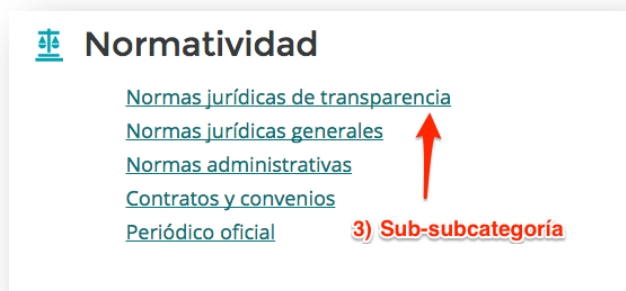 Normatividad
Normas jurídicas de transparencia
Normas jurídicas generales
Normas administrativas
Contratos y convenios
Periódico oficial
3) Sub-subcategoría